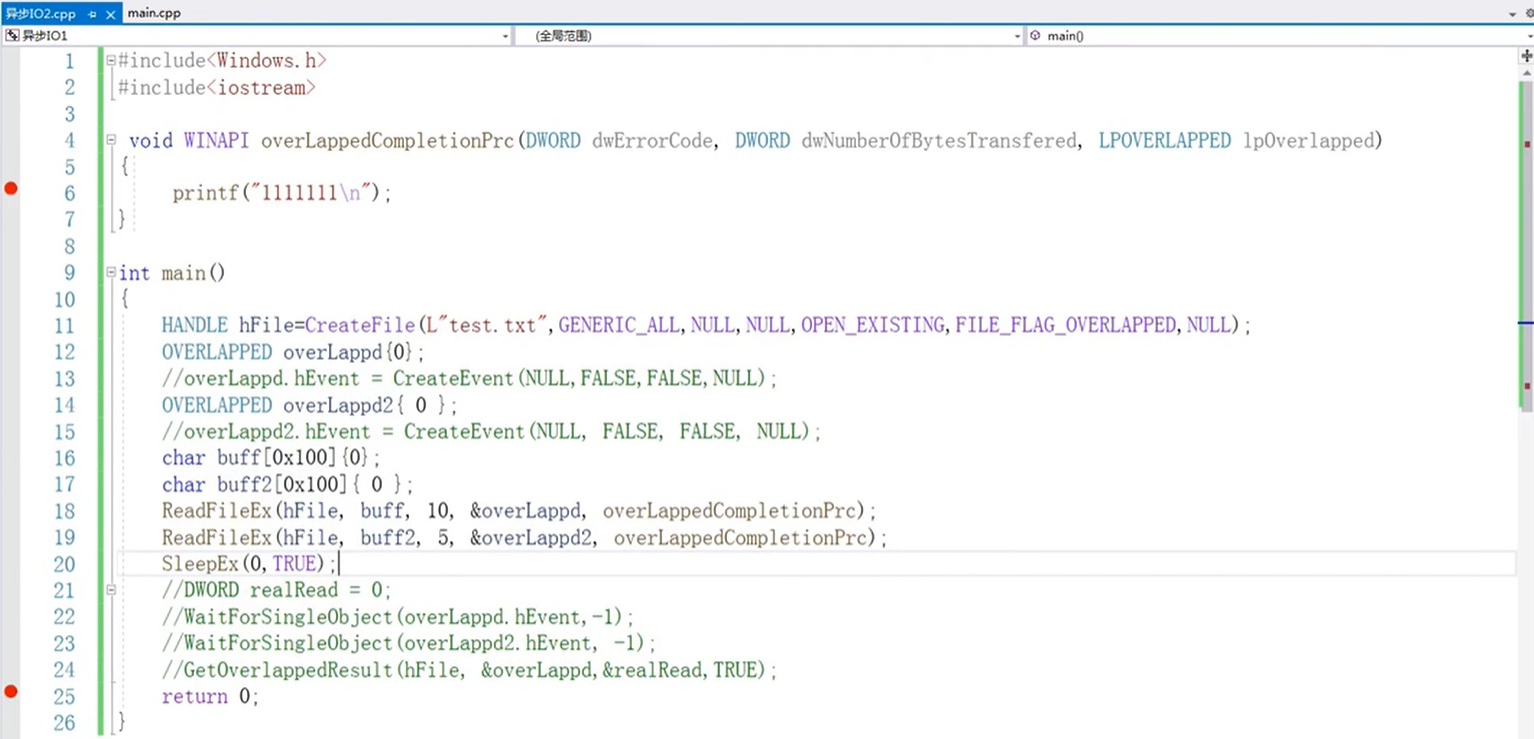 异步IO2.cpp main.cpp
异步IO1 (全局范围) main()
1 #include<Windows.h>
2 #include<iostream>
3
4 void WINAPI overLappedCompletionPrc(DWORD dwErrorCode, DWORD dwNumberOfBytesTransfered, LPOVERLAPPED lpOverlapped)
5 {
6 printf("1111111\n");
7 }
8
9 int main()
10 {
11 HANDLE hFile=CreateFile(L"test.txt",GENERIC_ALL,NULL,NULL,OPEN_EXISTING,FILE_FLAG_OVERLAPPED,NULL);
12 OVERLAPPED overLappd{0};
13 //overLappd.hEvent = CreateEvent(NULL,FALSE,FALSE,NULL);
14 OVERLAPPED overLappd2{ 0 };
15 //overLappd2.hEvent = CreateEvent(NULL, FALSE, FALSE, NULL);
16 char buff[0x100]{0};
17 char buff2[0x100]{ 0 };
18 ReadFileEx(hFile, buff, 10, &overLappd, overLappedCompletionPrc);
19 ReadFileEx(hFile, buff2, 5, &overLappd2, overLappedCompletionPrc);
20 SleepEx(0,TRUE);
21 //DWORD realRead = 0;
22 //WaitForSingleObject(overLappd.hEvent,-1);
23 //WaitForSingleObject(overLappd2.hEvent, -1);
24 //GetOverlappedResult(hFile, &overLappd,&realRead,TRUE);
25 return 0;
26 }